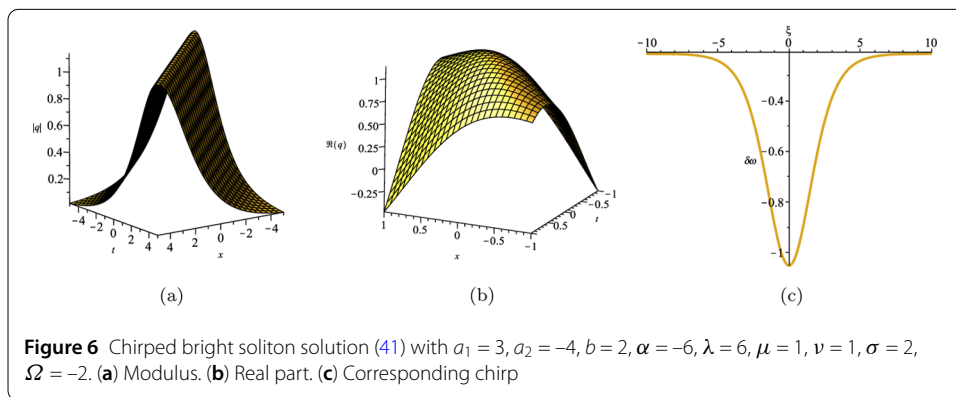 1
0.8
|q|
0.6
0.4
0.2
-4 -2 0 2 4
t
4 2 0 -2 -4
x
(a)
1
0.75
0.50
ℜ(q)
0.25
0
-0.25
1 0.5 0 -0.5 -1
x
-1
-0.5
0
t
0.5
(b)
ξ
-10 -5 0 5 10
-0.4
-0.6
δω
-0.8
-1
(c)
Figure 6 Chirped bright soliton solution (41) with a₁ = 3, a₂ = –4, b = 2, α = –6, λ = 6, μ = 1, ν = 1, σ = 2,
Ω = –2. (a) Modulus. (b) Real part. (c) Corresponding chirp